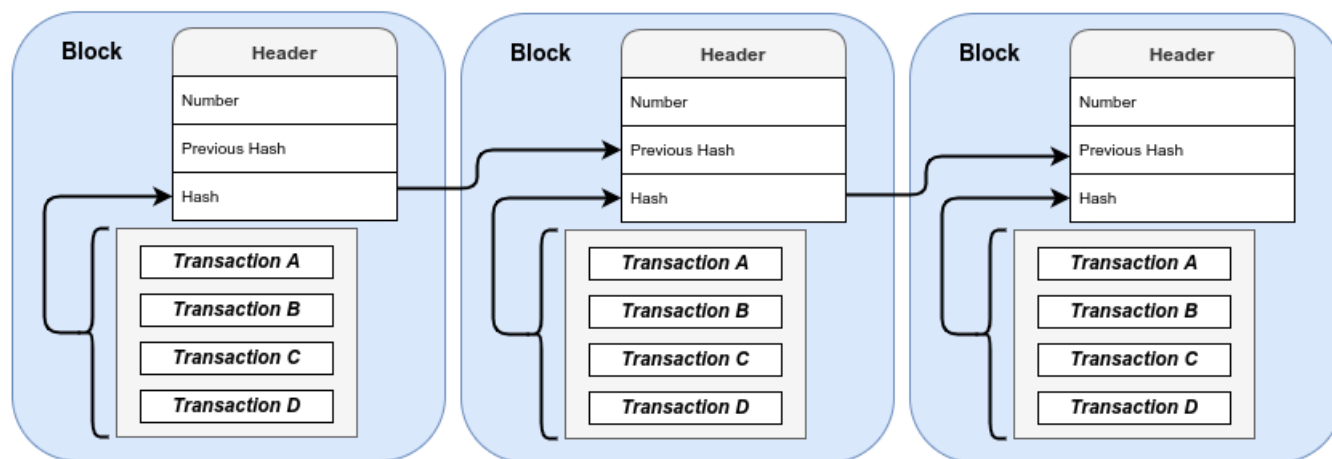 Block
Header
Number
Previous Hash
Hash
Transaction A
Transaction B
Transaction C
Transaction D
Block
Header
Number
Previous Hash
Hash
Transaction A
Transaction B
Transaction C
Transaction D
Block
Header
Number
Previous Hash
Hash
Transaction A
Transaction B
Transaction C
Transaction D